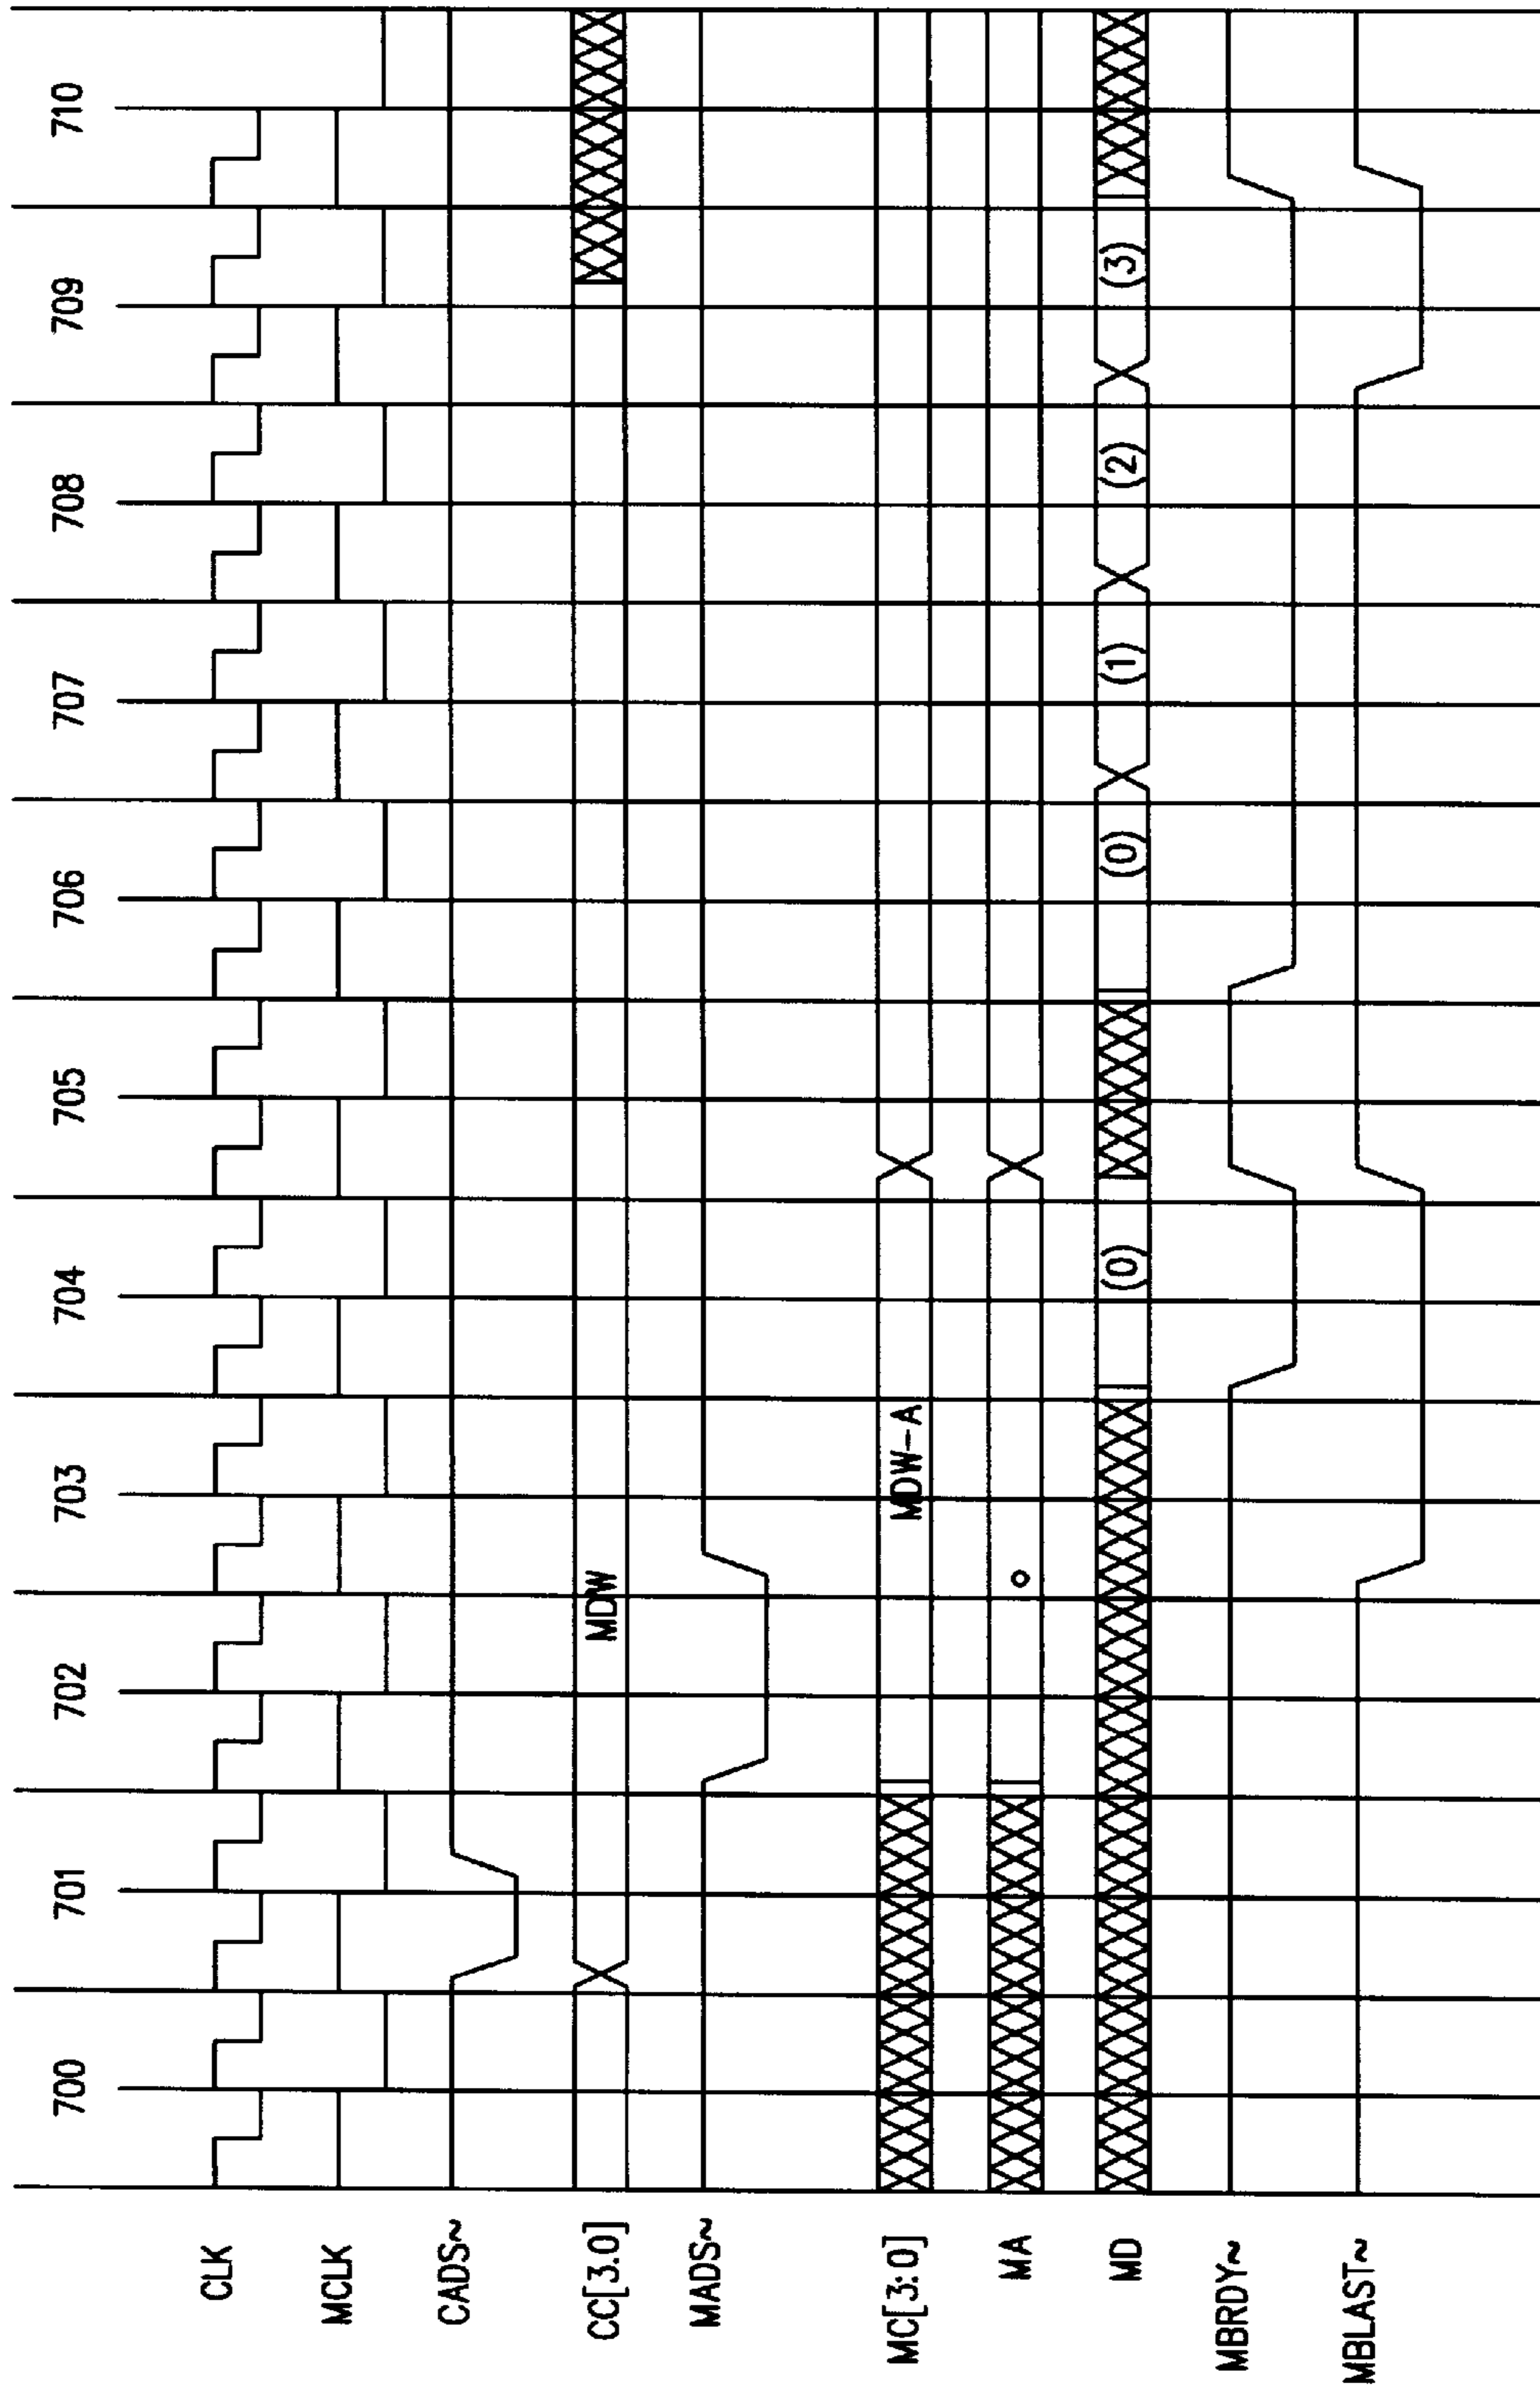 700 701 702 703 704 705 706 707 708 709 710
CLK
MCLK
CADS~
CC[3.0] MDW
MADS~
MC[3:0] MDW-A
MA
MD (0) (0) (1) (2) (3)
MBRDY~
MBLAST~